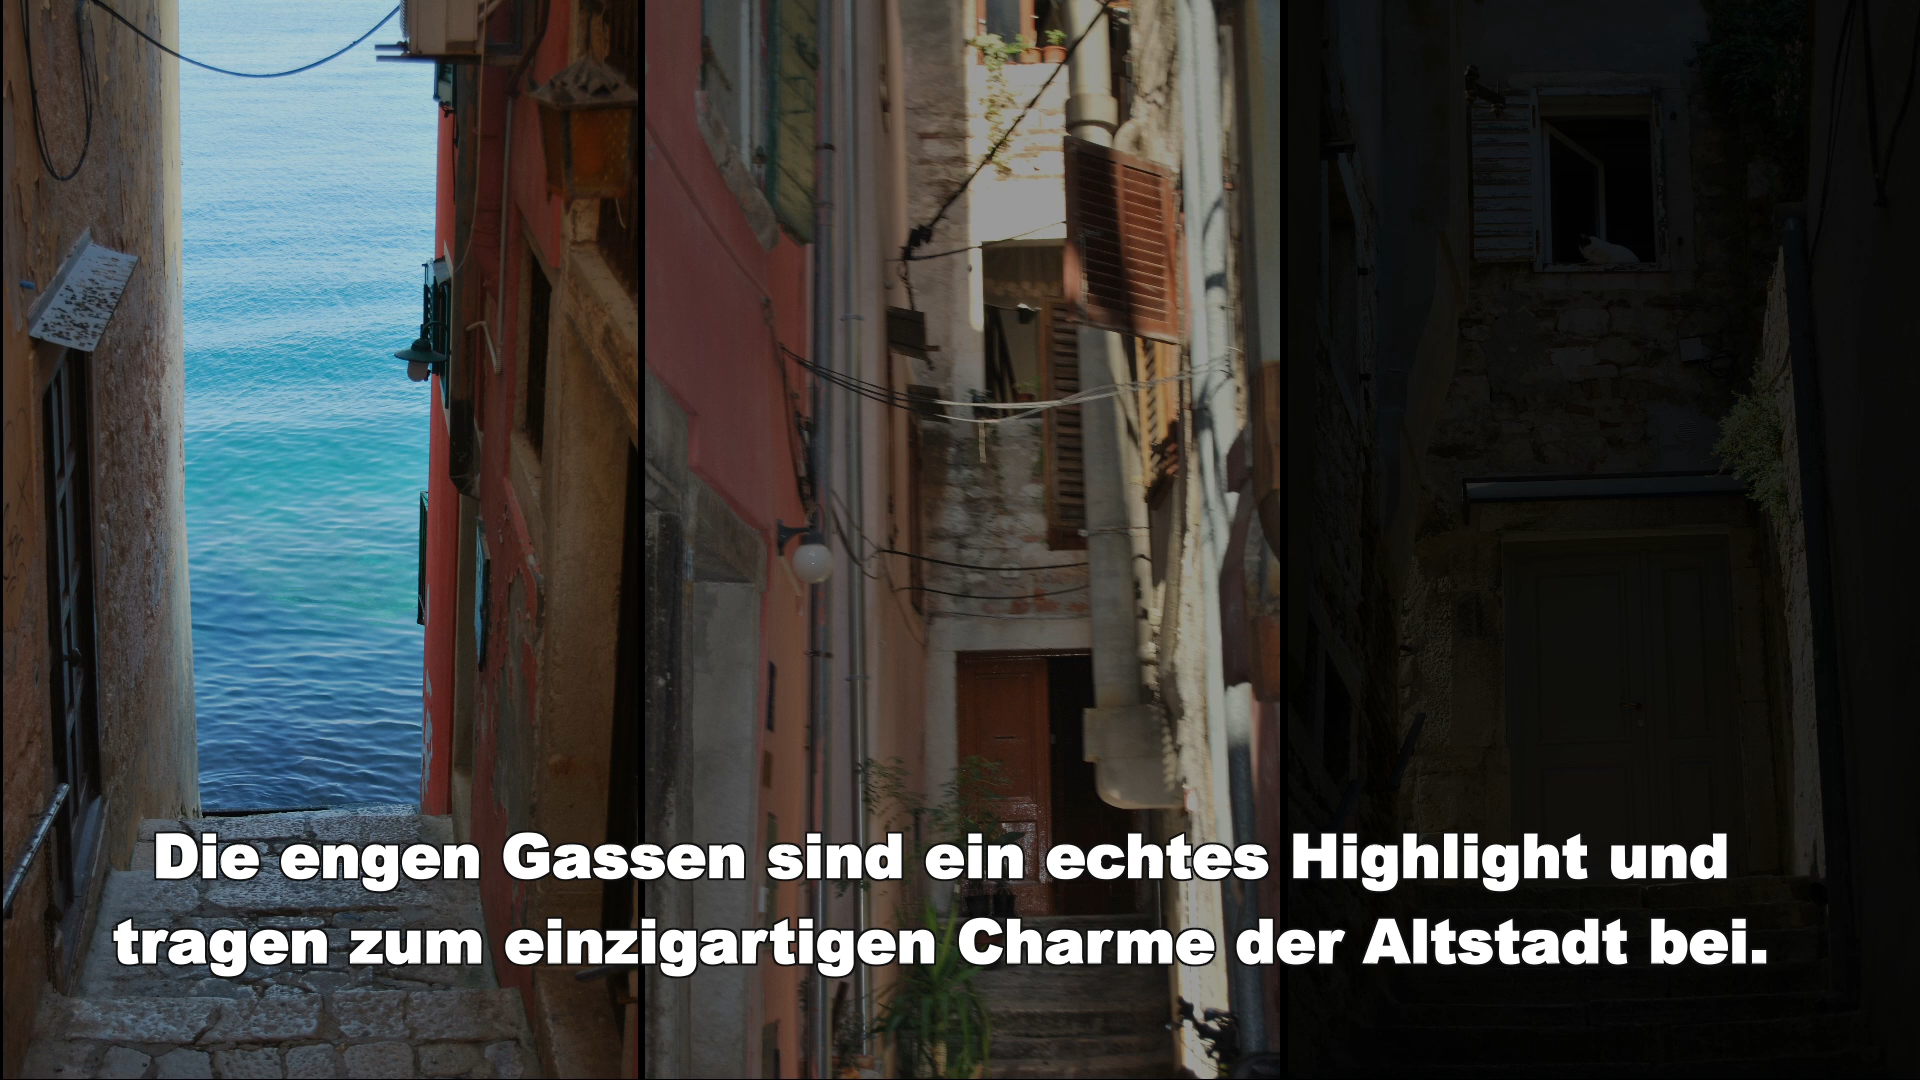 Die engen Gassen sind ein echtes Highlight und
tragen zum einzigartigen Charme der Altstadt bei.